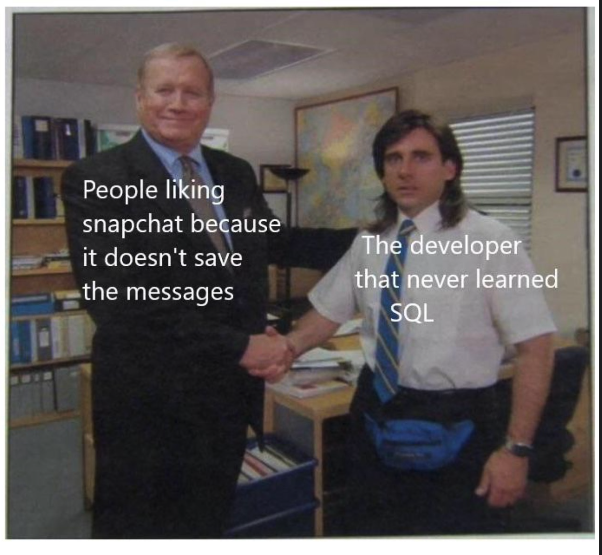 People liking
snapchat because
it doesn't save
the messages
The developer
that never learned
SQL